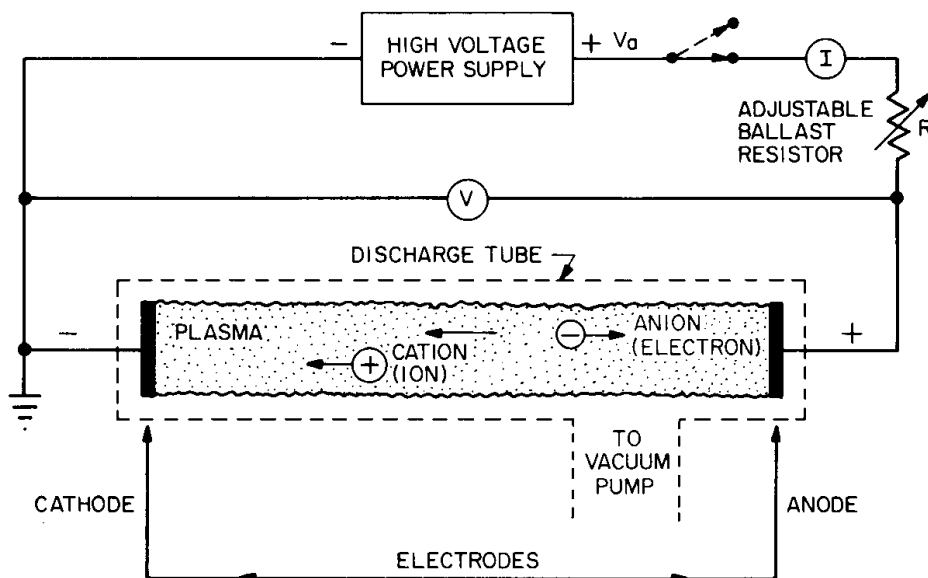 HIGH VOLTAGE
POWER SUPPLY
−
+ Va
I
ADJUSTABLE
BALLAST
RESISTOR
R
V
DISCHARGE TUBE
−
PLASMA
+
CATION
(ION)
−
ANION
(ELECTRON)
+
TO
VACUUM
PUMP
CATHODE
ANODE
ELECTRODES